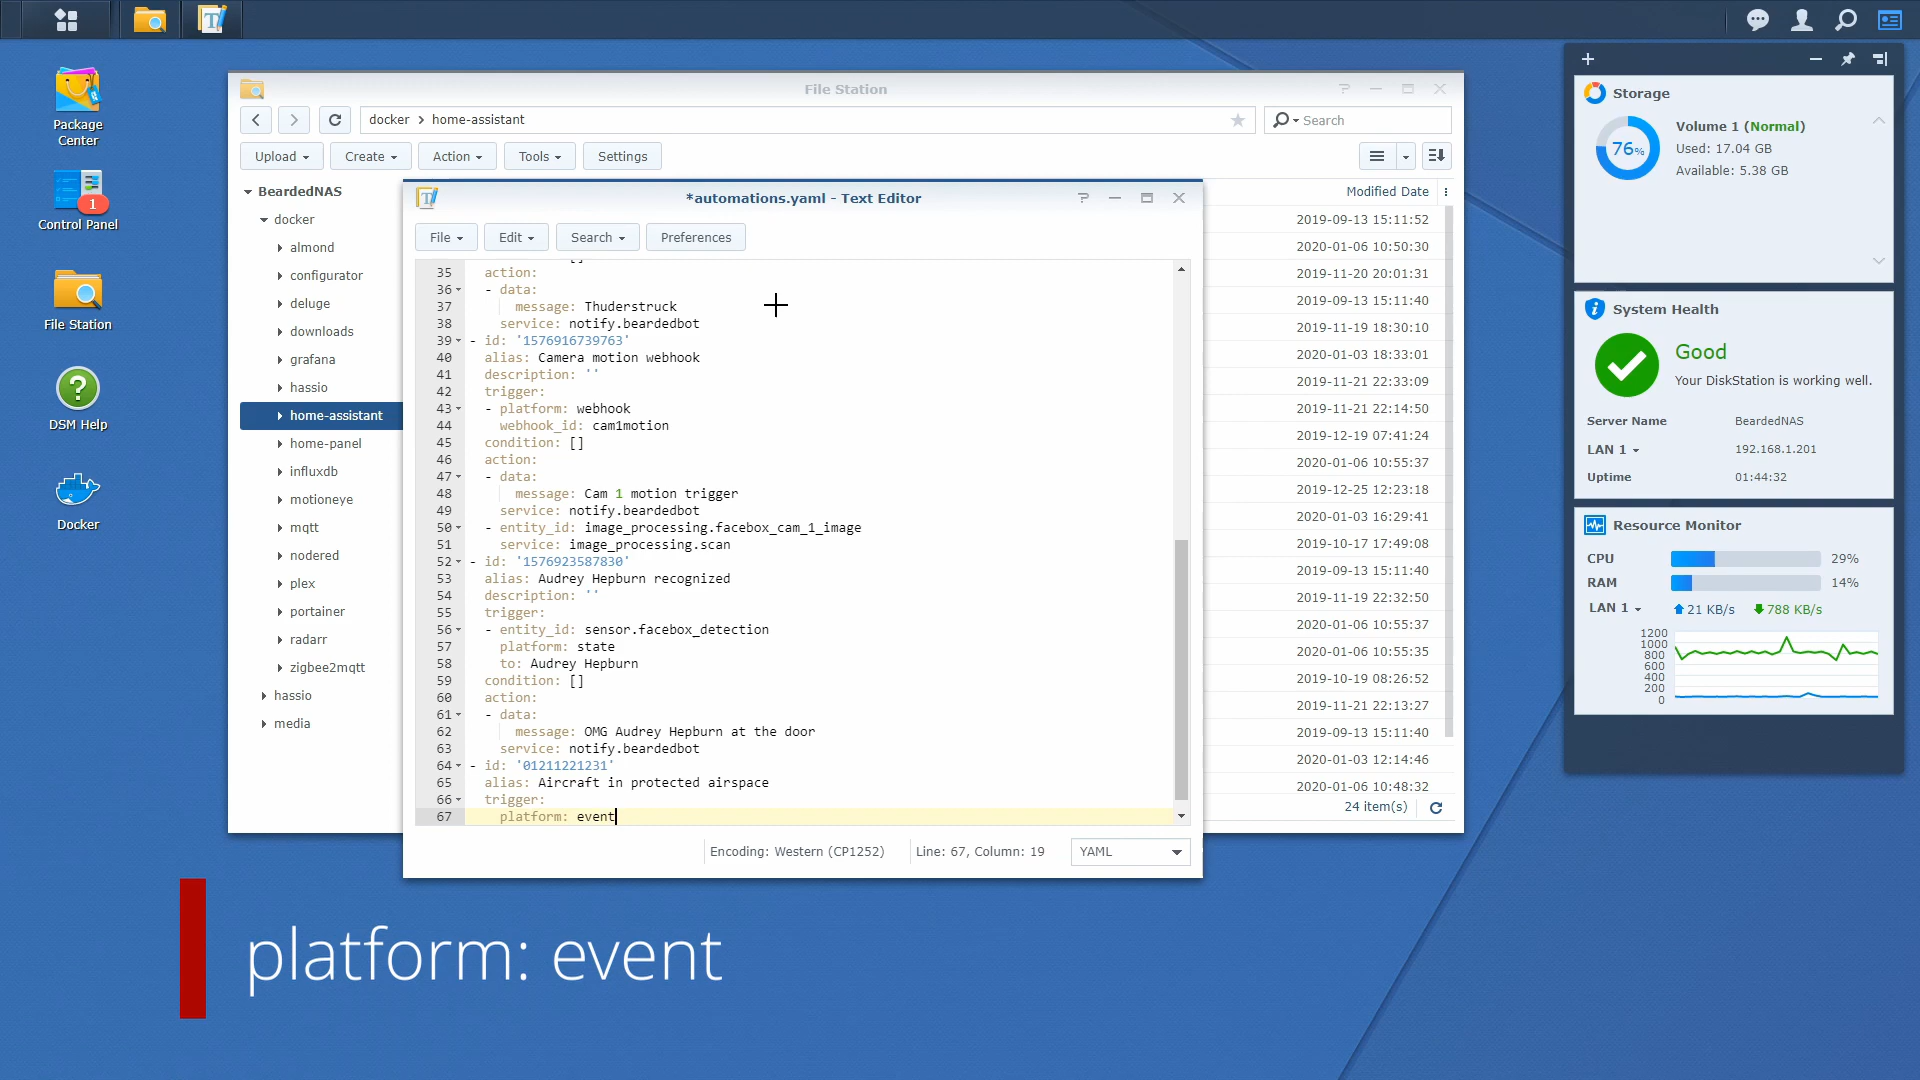 File Station
docker > home-assistant
Search
Upload
Create
Action
Tools
Settings
Package
Center
1
Control Panel
File Station
DSM Help
Docker
BeardedNAS
docker
almond
configurator
deluge
downloads
grafana
hassio
home-assistant
home-panel
influxdb
motioneye
mqtt
nodered
plex
portainer
radarr
zigbee2mqtt
hassio
media
*automations.yaml - Text Editor
File
Edit
Search
Preferences
35 action:
36 - data:
37 message: Thuderstruck
38 service: notify.beardedbot
39 - id: '1576916739763'
40 alias: Camera motion webhook
41 description: ''
42 trigger:
43 - platform: webhook
44 webhook_id: cam1motion
45 condition: []
46 action:
47 - data:
48 message: Cam 1 motion trigger
49 service: notify.beardedbot
50 - entity_id: image_processing.facebox_cam_1_image
51 service: image_processing.scan
52 - id: '1576923587830'
53 alias: Audrey Hepburn recognized
54 description: ''
55 trigger:
56 - entity_id: sensor.facebox_detection
57 platform: state
58 to: Audrey Hepburn
59 condition: []
60 action:
61 - data:
62 message: OMG Audrey Hepburn at the door
63 service: notify.beardedbot
64 - id: '01211221231'
65 alias: Aircraft in protected airspace
66 trigger:
67 platform: event
Encoding: Western (CP1252)
Line: 67, Column: 19
YAML
Modified Date
2019-09-13 15:11:52
2020-01-06 10:50:30
2019-11-20 20:01:31
2019-09-13 15:11:40
2019-11-19 18:30:10
2020-01-03 18:33:01
2019-11-21 22:33:09
2019-11-21 22:14:50
2019-12-19 07:41:24
2020-01-06 10:55:37
2019-12-25 12:23:18
2020-01-03 16:29:41
2019-10-17 17:49:08
2019-09-13 15:11:40
2019-11-19 22:32:50
2020-01-06 10:55:37
2020-01-06 10:55:35
2019-10-19 08:26:52
2019-11-21 22:13:27
2019-09-13 15:11:40
2020-01-03 12:14:46
2020-01-06 10:48:32
24 item(s)
Storage
76%
Volume 1 (Normal)
Used: 17.04 GB
Available: 5.38 GB
System Health
Good
Your DiskStation is working well.
Server Name BeardedNAS
LAN 1 192.168.1.201
Uptime 01:44:32
Resource Monitor
CPU 29%
RAM 14%
LAN 1 21 KB/s 788 KB/s
1200
1000
800
600
400
200
0
platform: event